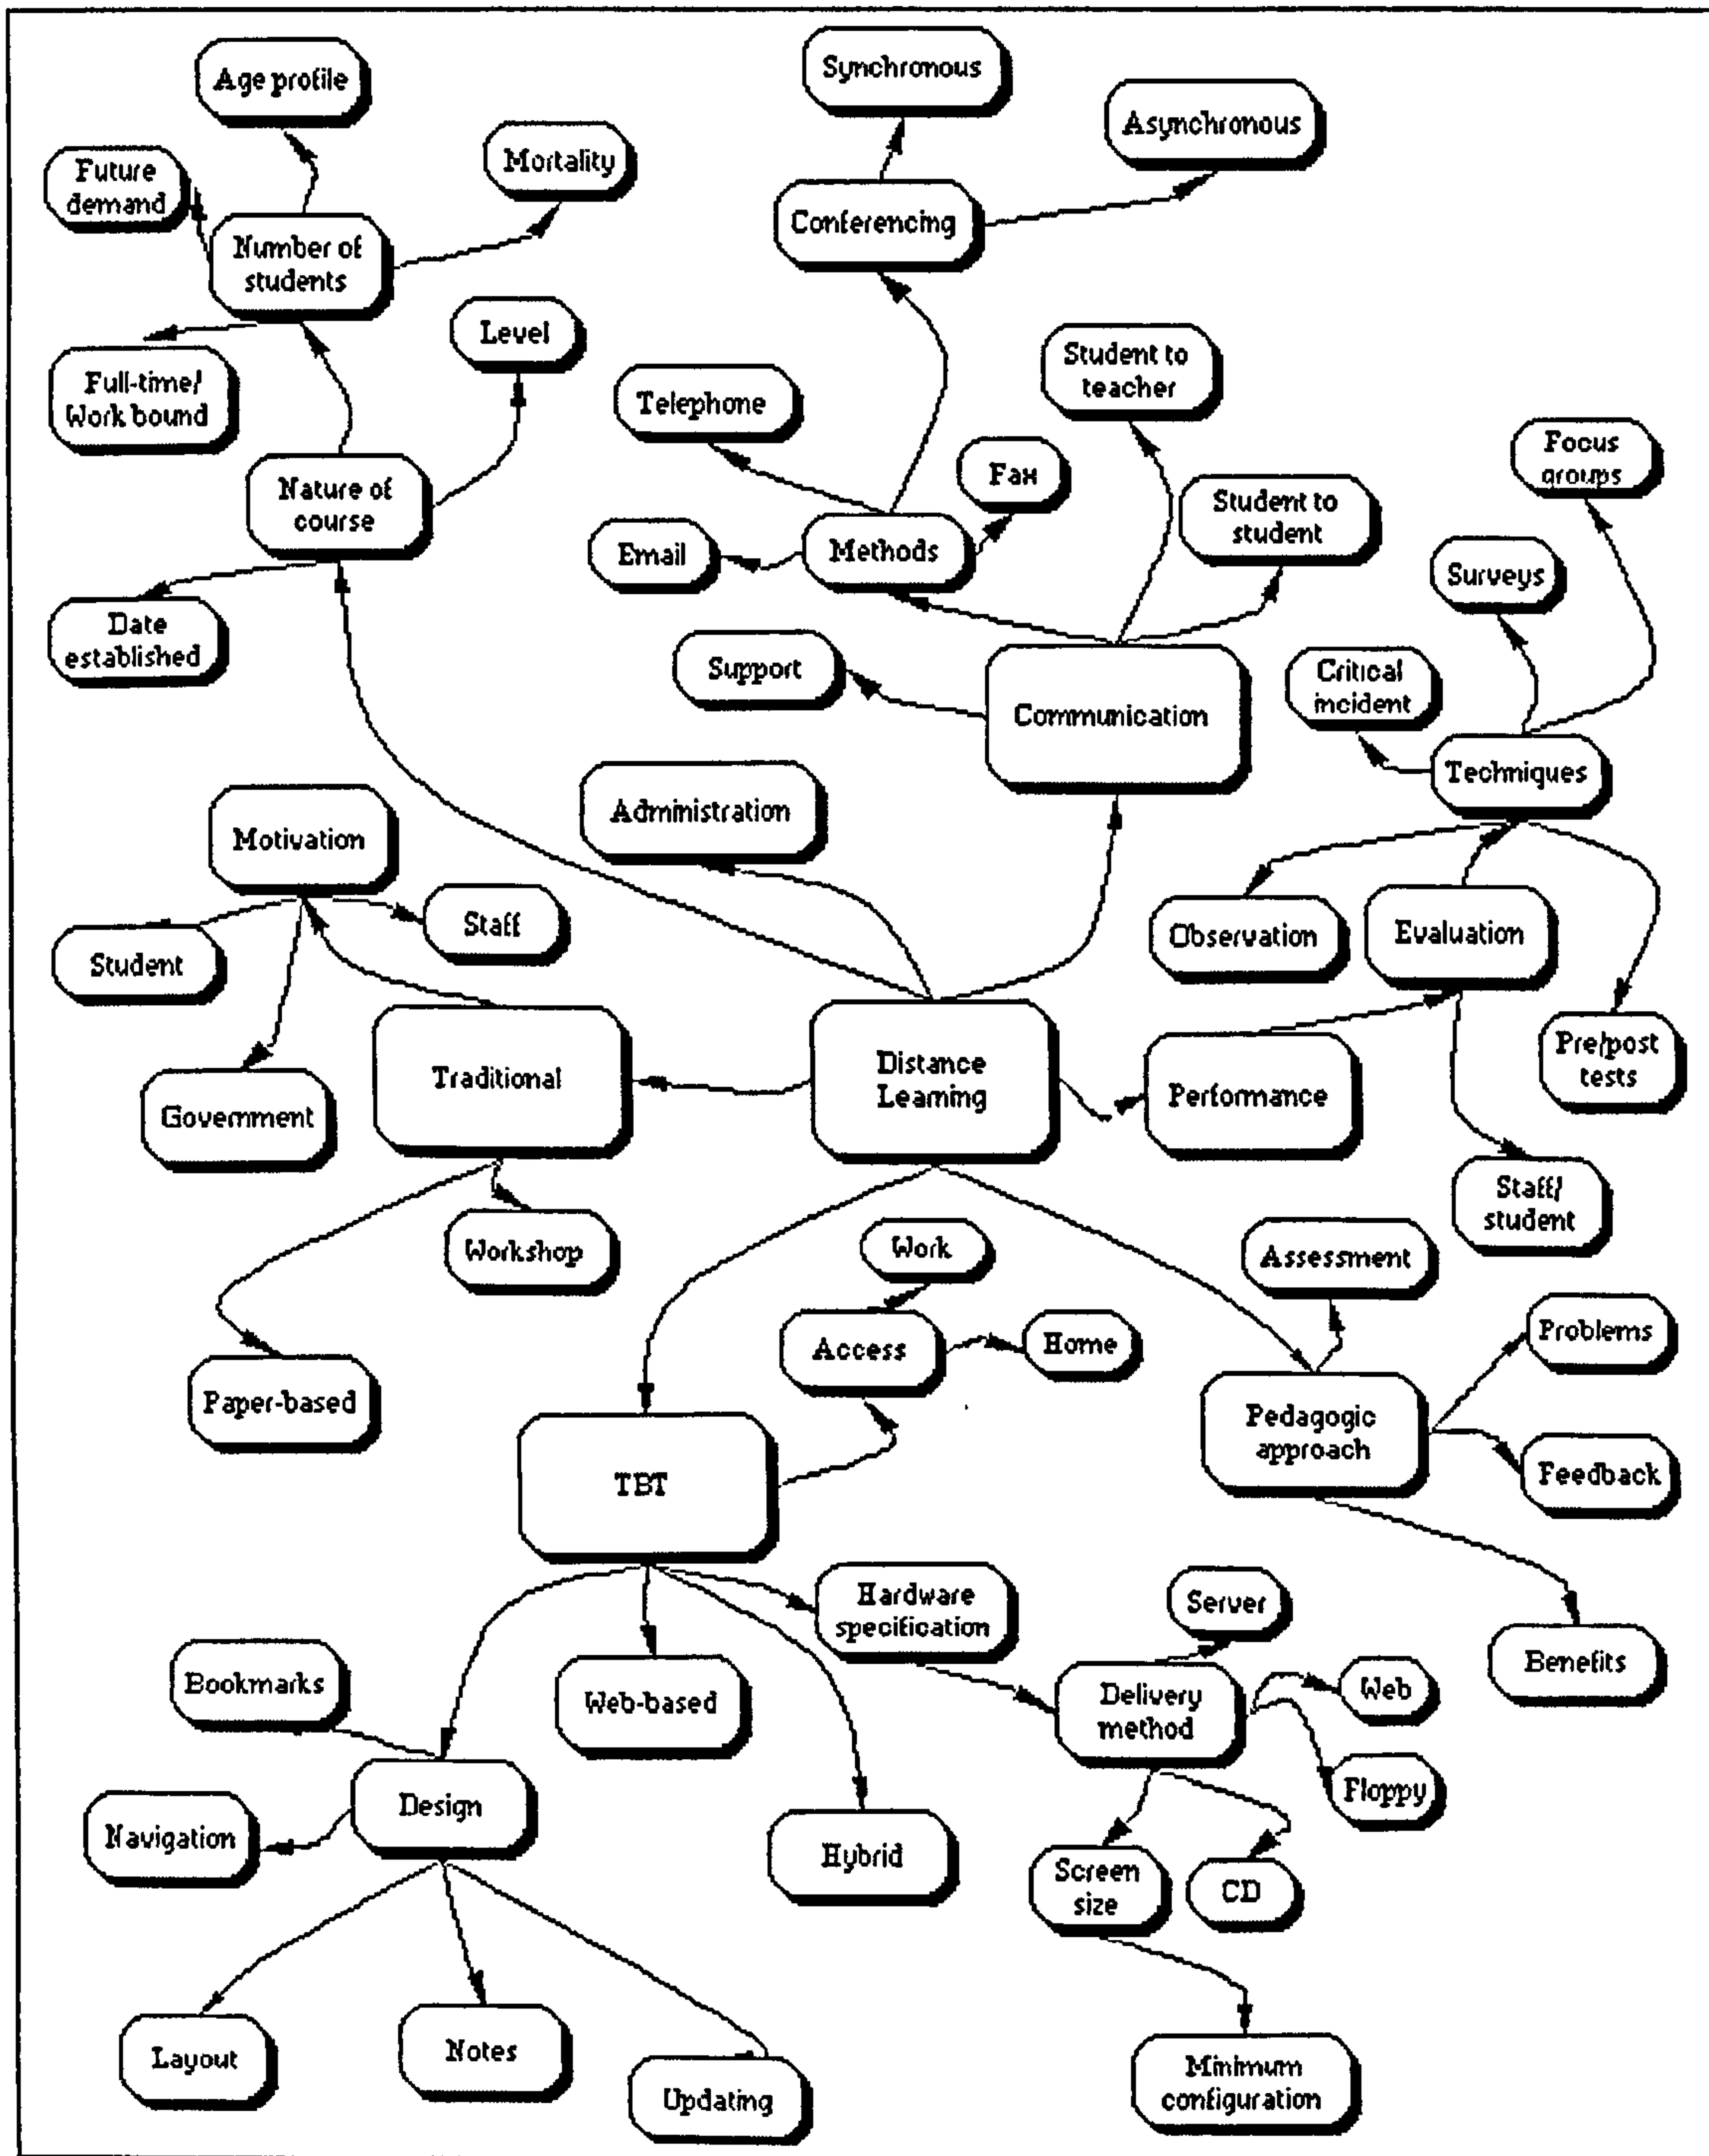 Synchronous
Age profile
Asynchronous
Mortality
Future
demand
Conferencing
Number of
students
Level
Student to
teacher
Full-time/
Work bound
Telephone
Focus
groups
Fax
Nature of
course
Student to
student
Email
Methods
Surveys
Date
established
Support
Communication
Critical
incident
Techniques
Administration
Motivation
Staff
Observation
Evaluation
Student
Pre/post
tests
Traditional
Distance
Learning
Performance
Government
Staff/
student
Workshop
Work
Assessment
Problems
Access
Home
Paper-based
Pedagogic
approach
TBT
Feedback
Hardware
specification
Server
Bookmarks
Web-based
Delivery
method
Web
Benefits
Floppy
Design
Navigation
Hybrid
Screen
size
CD
Layout
Notes
Updating
Minimum
configuration